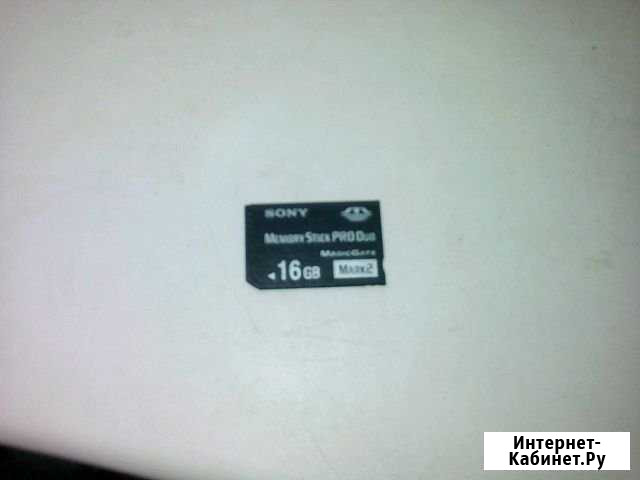 SONY
MEMORY STICK PRO DUO
MAGICGATE
16GB MARK2
Интернет-
Кабинет.Ру